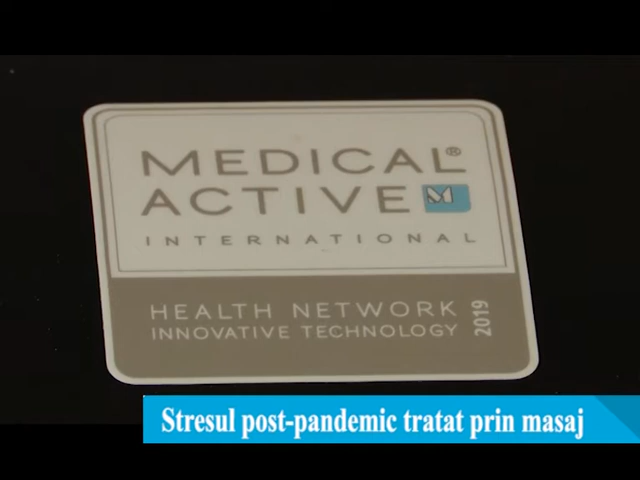 MEDICAL®
ACTIVE M
INTERNATIONAL
HEALTH NETWORK
INNOVATIVE TECHNOLOGY
2019
Stresul post-pandemic tratat prin masaj